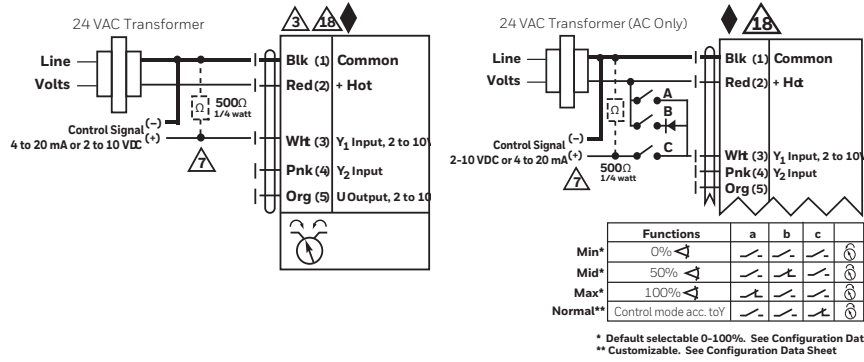 24 VAC Transformer
3 18
Line
Volts
Blk (1) Common
Red(2) + Hot
Ω
500Ω
1/4 watt
Control Signal (–)
4 to 20 mA or 2 to 10 VDC (+)
7
Wht (3) Y1 Input, 2 to 10V
Pnk (4) Y2 Input
Org (5) U Output, 2 to 10
24 VAC Transformer (AC Only)
18
Line
Volts
Blk (1) Common
Red(2) + Hot
A
B
C
Ω
Control Signal (–)
2-10 VDC or 4 to 20 mA (+)
7
500Ω
1/4 watt
Wht (3) Y1 Input, 2 to 10V
Pnk (4) Y2 Input
Org (5)
Functions a b c
Min* 0%
Mid* 50%
Max* 100%
Normal** Control mode acc. toY
* Default selectable 0-100%. See Configuration Dat
** Customizable. See Configuration Data Sheet